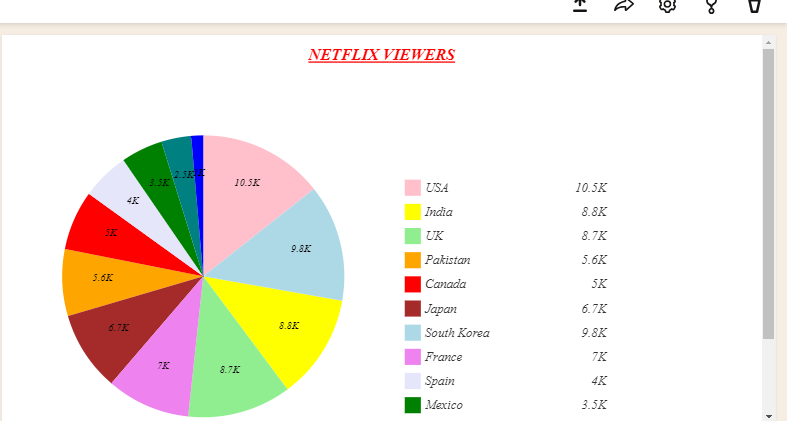 NETFLIX VIEWERS
10.5K
9.8K
8.8K
8.7K
7K
6.7K
5.6K
5K
4K
3.5K
2.5K
USA 10.5K
India 8.8K
UK 8.7K
Pakistan 5.6K
Canada 5K
Japan 6.7K
South Korea 9.8K
France 7K
Spain 4K
Mexico 3.5K